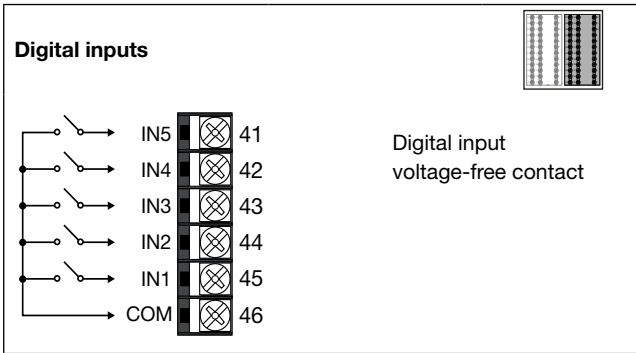 Digital inputs
IN5 41
IN4 42
IN3 43
IN2 44
IN1 45
COM 46
Digital input
voltage-free contact